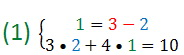 (1) { 1 = 3 − 2
3 • 2 + 4 • 1 = 10